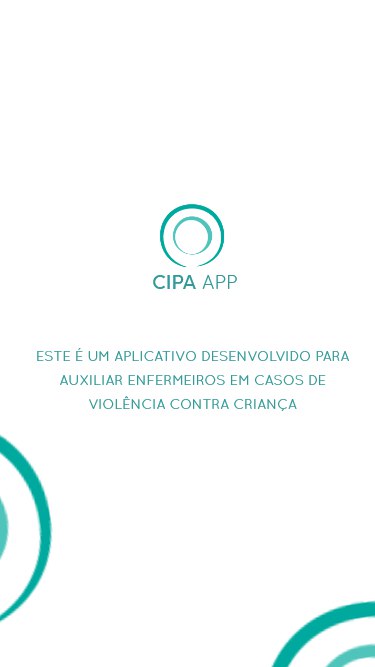 CIPA APP
ESTE É UM APLICATIVO DESENVOLVIDO PARA
AUXILIAR ENFERMEIROS EM CASOS DE
VIOLÊNCIA CONTRA CRIANÇA